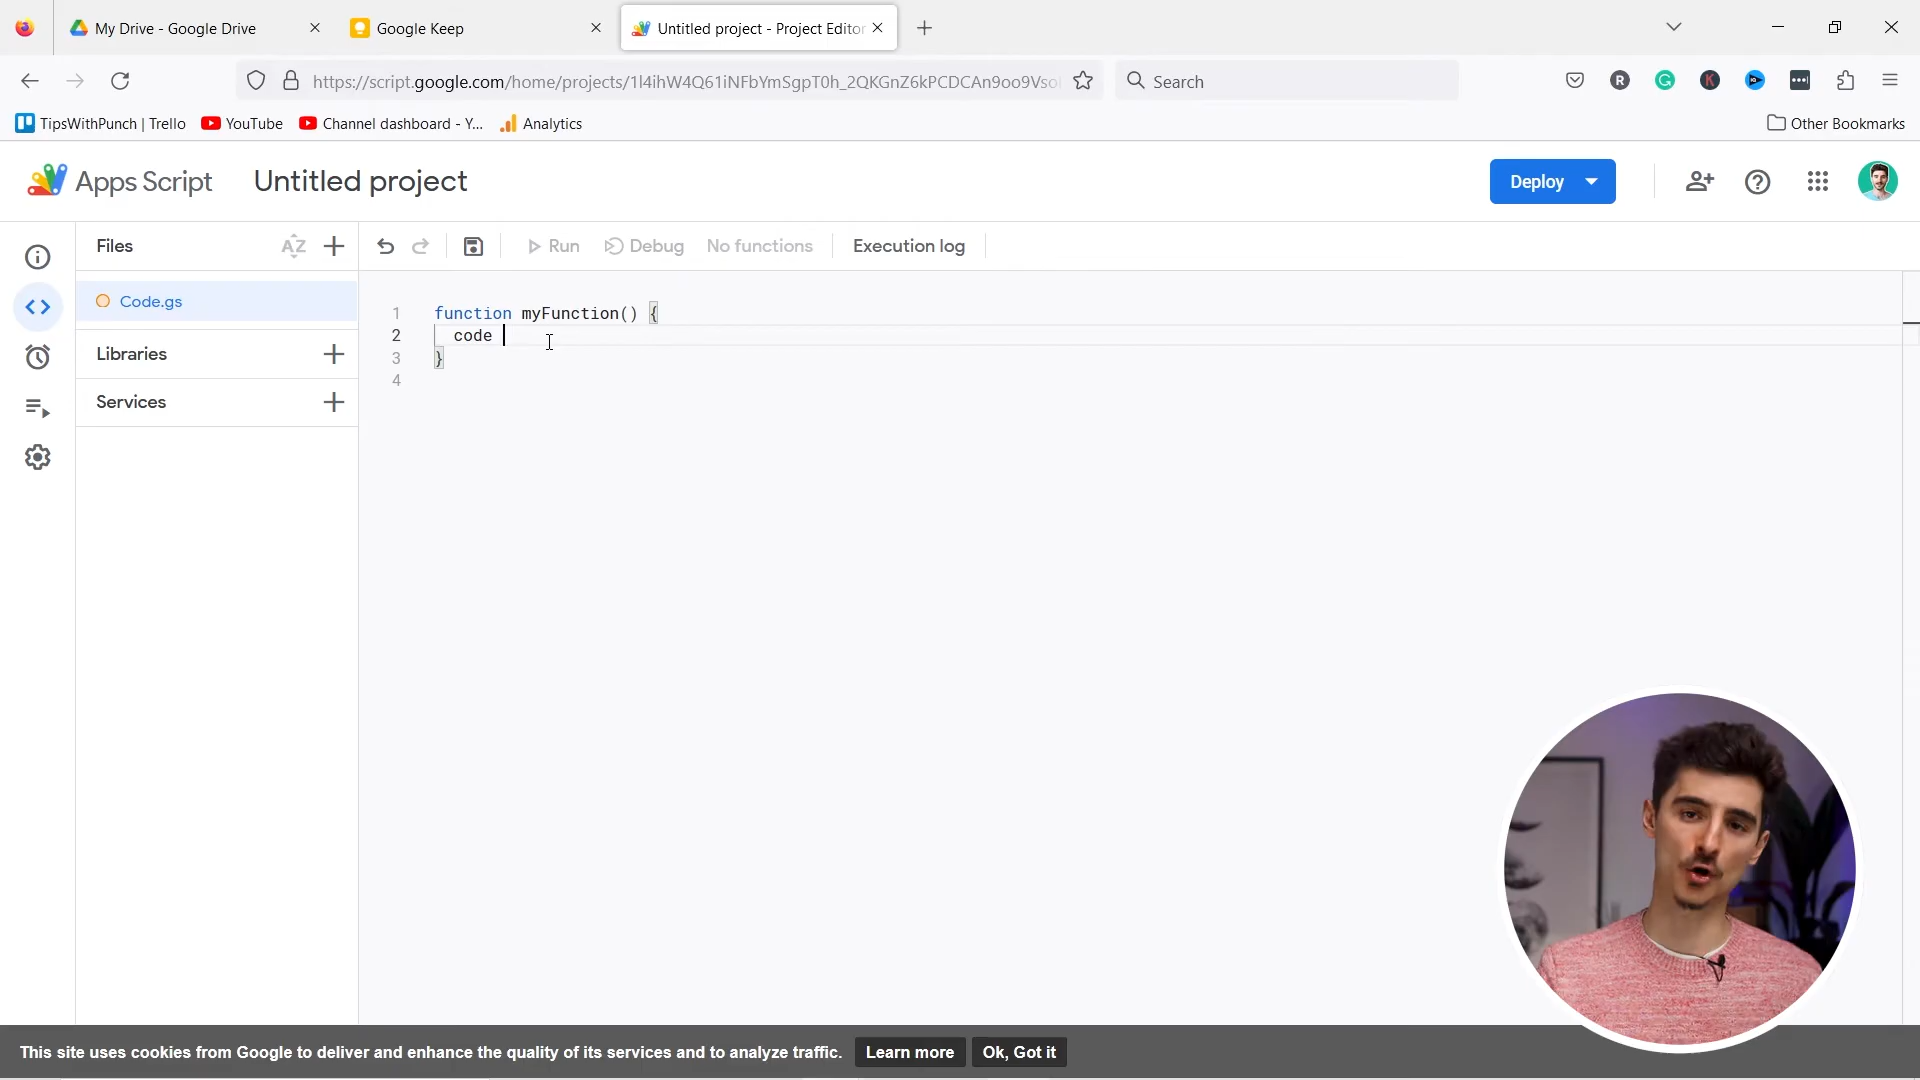 My Drive - Google Drive
Google Keep
Untitled project - Project Editor
https://script.google.com/home/projects/1l4ihW4Q61iNFbYmSgpT0h_2QKGnZ6kPCDCAn9oo9Vso
Search
TipsWithPunch | Trello
YouTube
Channel dashboard - Y...
Analytics
Other Bookmarks
Apps Script
Untitled project
Deploy
Files
AZ
Run
Debug
No functions
Execution log
Code.gs
Libraries
Services
1 function myFunction() {
2 code
3 }
4
This site uses cookies from Google to deliver and enhance the quality of its services and to analyze traffic.
Learn more
Ok, Got it